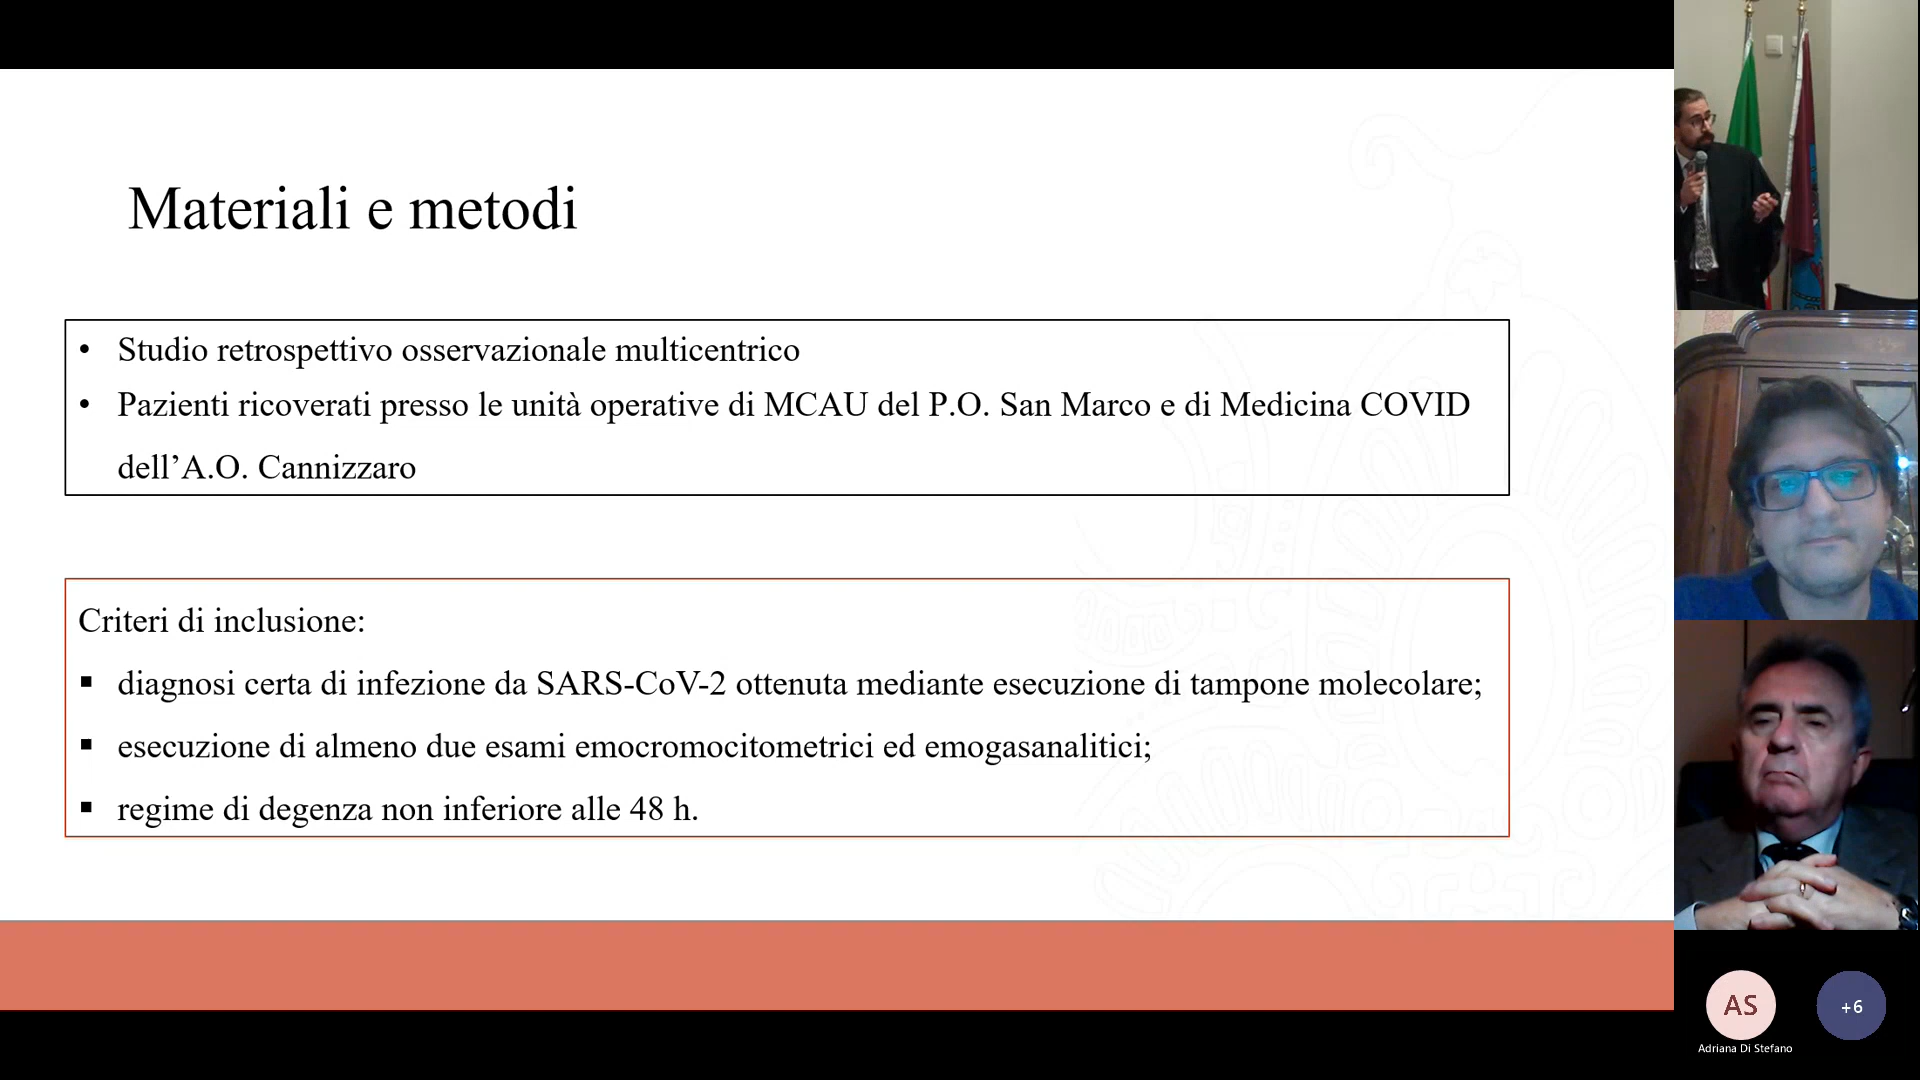 Materiali e metodi
• Studio retrospettivo osservazionale multicentrico
• Pazienti ricoverati presso le unità operative di MCAU del P.O. San Marco e di Medicina COVID
dell’A.O. Cannizzaro
Criteri di inclusione:
▪ diagnosi certa di infezione da SARS-CoV-2 ottenuta mediante esecuzione di tampone molecolare;
▪ esecuzione di almeno due esami emocromocitometrici ed emogasanalitici;
▪ regime di degenza non inferiore alle 48 h.
AS
+6
Adriana Di Stefano